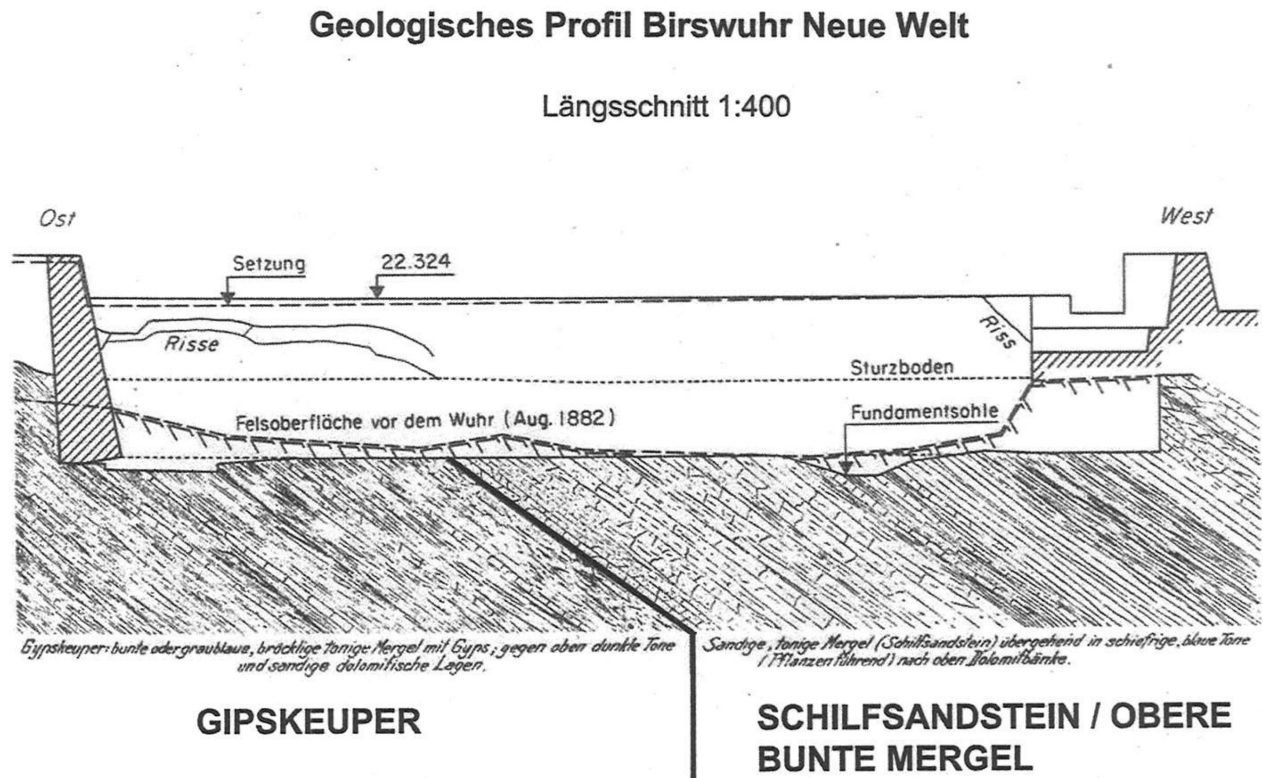 Geologisches Profil Birswuhr Neue Welt
Längsschnitt 1:400
Ost
West
Setzung
22.324
Risse
Riss
Sturzboden
Felsoberfläche vor dem Wuhr (Aug. 1882)
Fundamentsohle
Gypskeuper: bunte oder graublaue, bröcklige tonige Mergel mit Gyps, gegen oben dunkle Tone
und sandige dolomitische Lagen.
Sandige, tonige Mergel (Schilfsandstein) übergehend in schiefrige, blaue Tone
(Pflanzen führend) nach oben Dolomitbänke.
GIPSKEUPER
SCHILFSANDSTEIN / OBERE
BUNTE MERGEL